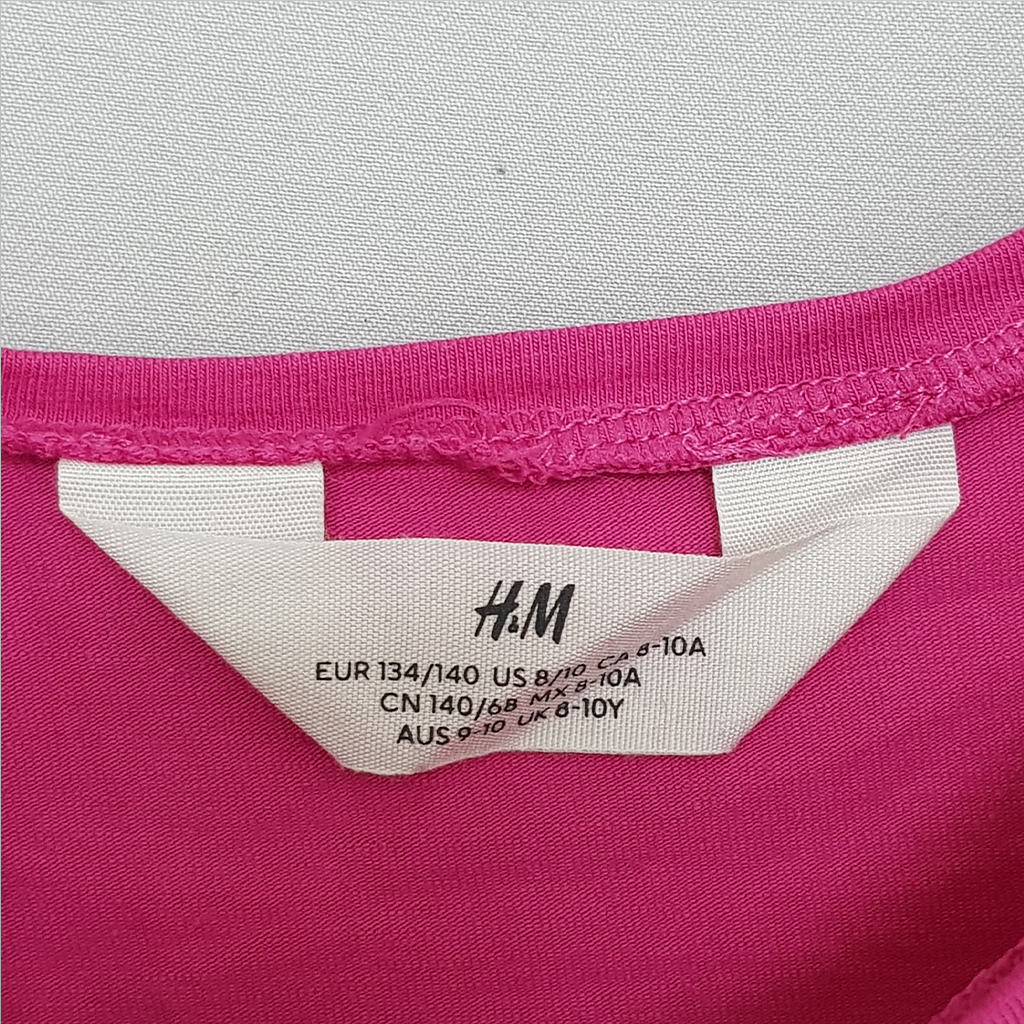 H&M
EUR 134/140 US 8/10 CA 8-10A
CN 140/68 MX 8-10A
AUS 9-10 UK 8-10Y